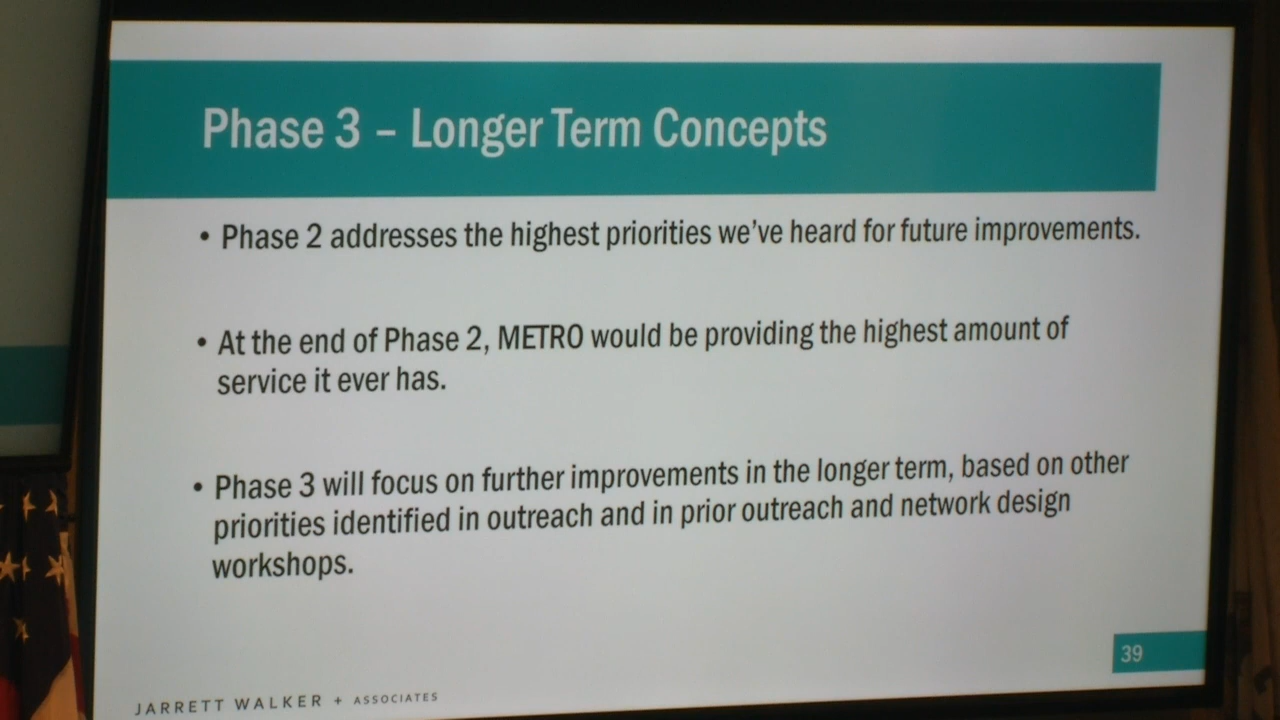 Phase 3 – Longer Term Concepts
• Phase 2 addresses the highest priorities we've heard for future improvements.
• At the end of Phase 2, METRO would be providing the highest amount of
service it ever has.
• Phase 3 will focus on further improvements in the longer term, based on other
priorities identified in outreach and in prior outreach and network design
workshops.
39
JARRETT WALKER + ASSOCIATES